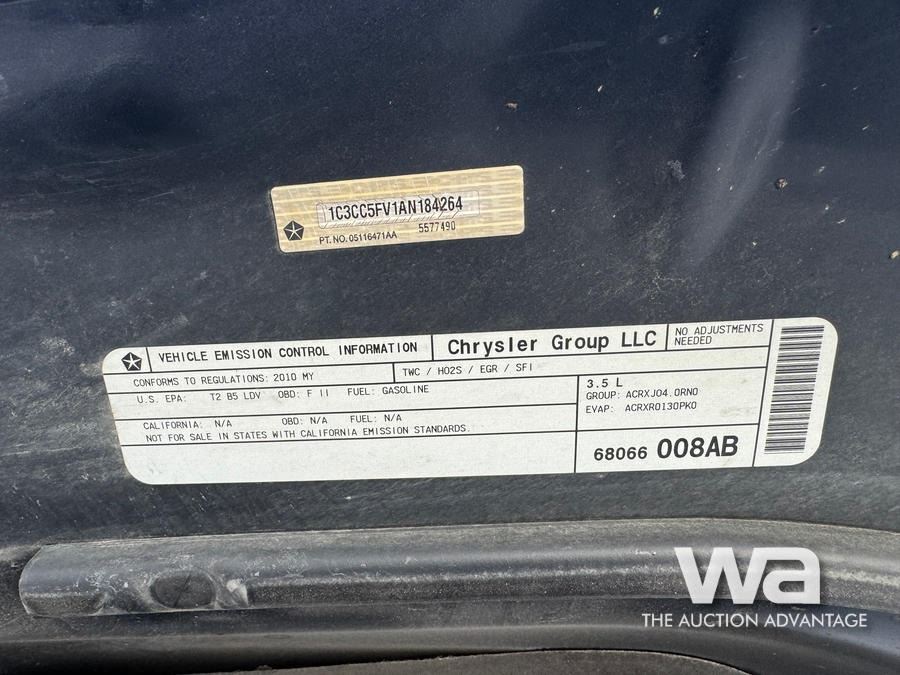 1C3CC5FV1AN184264
PT. NO. 05116471AA 5577490
VEHICLE EMISSION CONTROL INFORMATION Chrysler Group LLC NO ADJUSTMENTS NEEDED
CONFORMS TO REGULATIONS: 2010 MY TWC / HO2S / EGR / SFI
U.S. EPA: T2 B5 LDV OBD: F II FUEL: GASOLINE
3.5 L
GROUP: ACRXJ04.0RN0
EVAP: ACRXR0130PK0
CALIFORNIA: N/A OBD: N/A FUEL: N/A
NOT FOR SALE IN STATES WITH CALIFORNIA EMISSION STANDARDS.
68066 008AB
wa
THE AUCTION ADVANTAGE